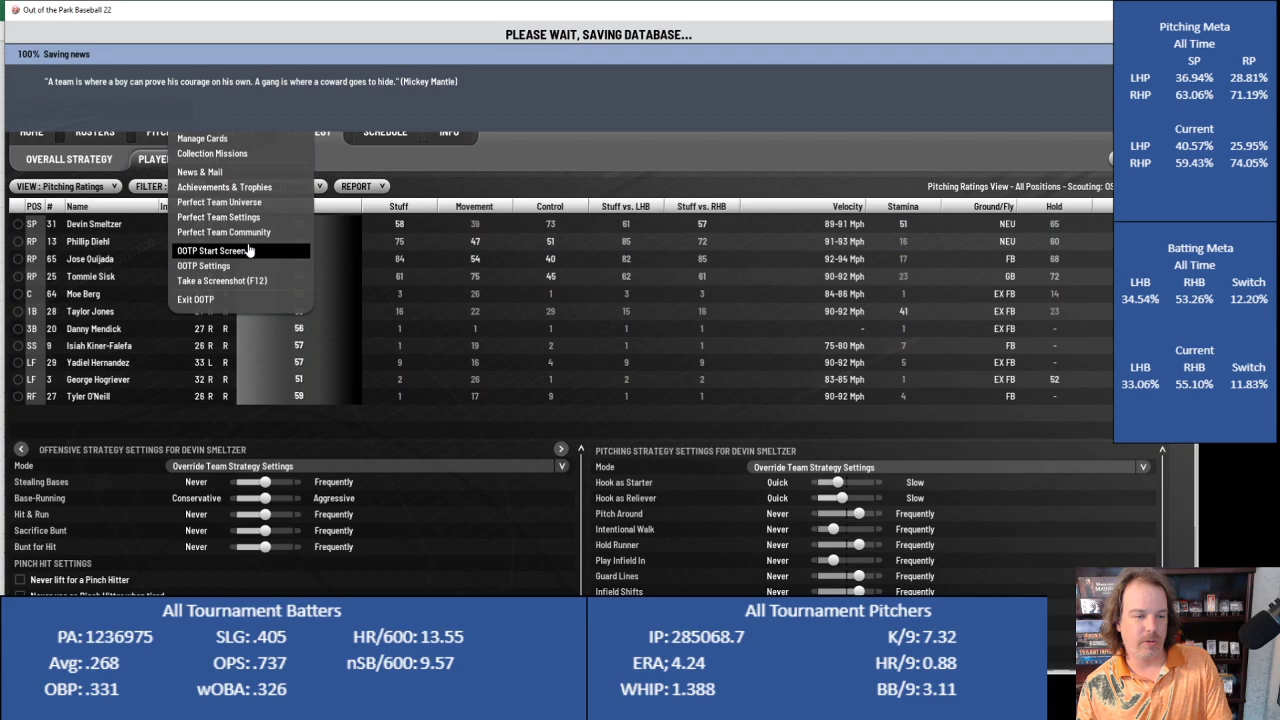 Out of the Park Baseball 22
PLEASE WAIT, SAVING DATABASE...
100% Saving news
"A team is where a boy can prove his courage on his own. A gang is where a coward goes to hide." (Mickey Mantle)
HOME ROSTERS SCHEDULE INFO
OVERALL STRATEGY
VIEW : Pitching Ratings FILTER : REPORT Pitching Ratings View - All Positions - Scouting:
Manage Cards
Collection Missions
News & Mail
Achievements & Trophies
Perfect Team Universe
Perfect Team Settings
Perfect Team Community
OOTP Start Screen
OOTP Settings
Take a Screenshot (F12)
Exit OOTP
POS # Name Stuff Movement Control Stuff vs. LHB Stuff vs. RHB Velocity Stamina Ground/Fly Hold
SP 31 Devin Smeltzer 58 39 73 51 57 89-91 Mph 51 NEU 65
RP 13 Phillip Diehl 75 47 51 85 72 91-93 Mph 16 NEU 60
RP 65 Jose Quijada 84 54 40 82 85 92-94 Mph 17 FB 68
RP 25 Tommie Sisk 61 75 45 62 61 90-92 Mph 23 GB 72
C 64 Moe Berg 3 26 28 3 3 84-86 Mph 1 EX FB 14
1B 28 Taylor Jones 16 22 29 15 16 90-92 Mph 41 EX FB 23
3B 20 Danny Mendick 27 R R 56 1 1 1 1 1 - 1 EX FB -
SS 9 Isiah Kiner-Falefa 26 R R 57 1 19 2 1 1 75-80 Mph 7 FB -
LF 29 Yadiel Hernandez 33 L R 57 9 16 4 9 9 90-92 Mph 5 EX FB -
LF 3 George Hogriever 32 R R 51 2 26 1 2 2 83-85 Mph 1 EX FB 52
RF 27 Tyler O'Neill 26 R R 59 1 17 9 1 1 90-92 Mph 4 FB -
OFFENSIVE STRATEGY SETTINGS FOR DEVIN SMELTZER
Mode Override Team Strategy Settings
Stealing Bases Never Frequently
Base-Running Conservative Aggressive
Hit & Run Never Frequently
Sacrifice Bunt Never Frequently
Bunt for Hit Never Frequently
PINCH HIT SETTINGS
Never lift for a Pinch Hitter
PITCHING STRATEGY SETTINGS FOR DEVIN SMELTZER
Mode Override Team Strategy Settings
Hook as Starter Quick Slow
Hook as Reliever Quick Slow
Pitch Around Never Frequently
Intentional Walk Never Frequently
Hold Runner Never Frequently
Play Infield In Never Frequently
Guard Lines Never Frequently
Infield Shifts Never Frequently
Pitching Meta
All Time
SP RP
LHP 36.94% 28.81%
RHP 63.06% 71.19%
Current
LHP 40.57% 25.95%
RHP 59.43% 74.05%
Batting Meta
All Time
LHB RHB Switch
34.54% 53.26% 12.20%
Current
LHB RHB Switch
33.06% 55.10% 11.83%
All Tournament Batters
PA: 1236975 SLG: .405 HR/600: 13.55
Avg: .268 OPS: .737 nSB/600: 9.57
OBP: .331 wOBA: .326
All Tournament Pitchers
IP: 285068.7 K/9: 7.32
ERA; 4.24 HR/9: 0.88
WHIP: 1.388 BB/9: 3.11